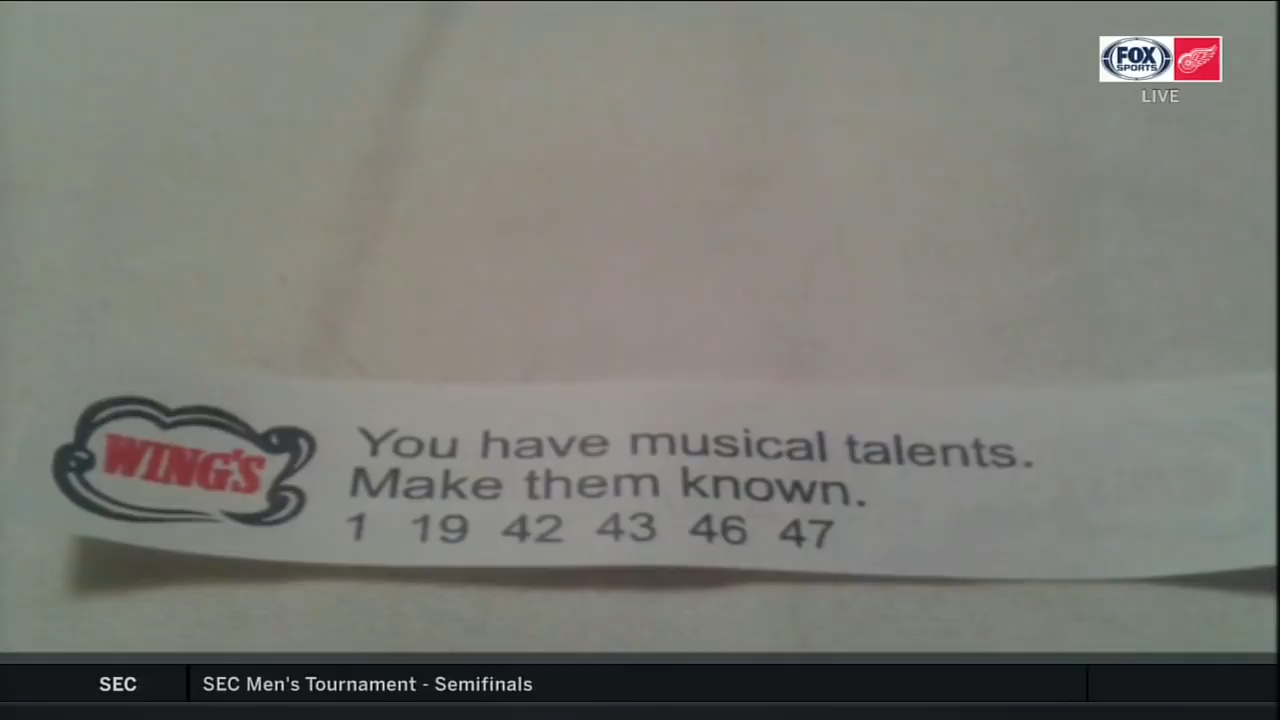 FOX
SPORTS
LIVE
WING'S
You have musical talents.
Make them known.
1 19 42 43 46 47
SEC
SEC Men's Tournament - Semifinals